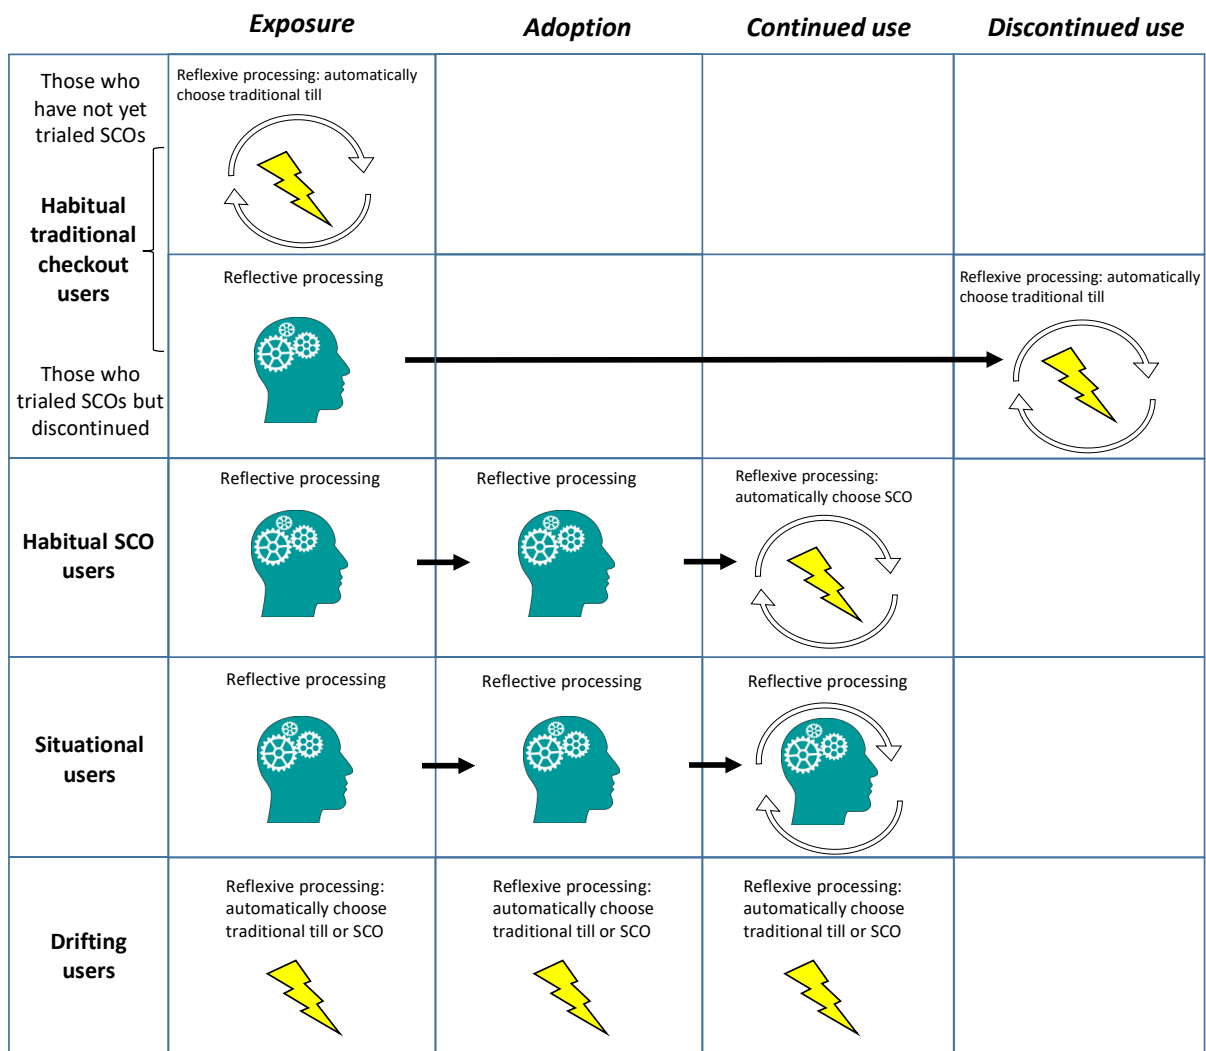 Exposure
Adoption
Continued use
Discontinued use
Those who
have not yet
trialed SCOs
Reflexive processing: automatically
choose traditional till
Habitual
traditional
checkout
users
Reflective processing
Reflexive processing: automatically
choose traditional till
Those who
trialed SCOs but
discontinued
Habitual SCO
users
Reflective processing
Reflective processing
Reflexive processing:
automatically choose SCO
Situational
users
Reflective processing
Reflective processing
Reflective processing
Drifting
users
Reflexive processing:
automatically choose
traditional till or SCO
Reflexive processing:
automatically choose
traditional till or SCO
Reflexive processing:
automatically choose
traditional till or SCO